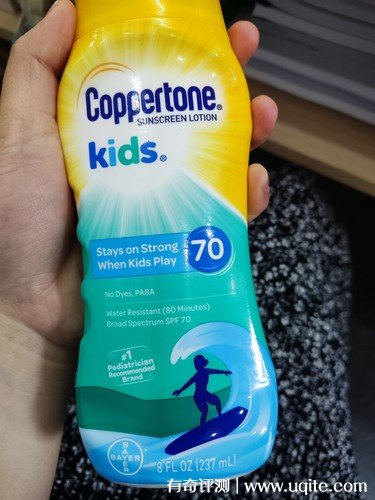 Coppertone®
SUNSCREEN LOTION
kids®
Stays on Strong
When Kids Play
70
No Dyes, PABA
Water Resistant (80 Minutes)
Broad Spectrum SPF 70
#1
Pediatrician
Recommended
Brand
BAYER
BAYER
8 FL OZ (237 mL)
有奇评测 | www.uqite.com